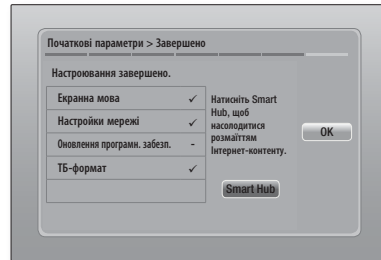 Початкові параметри > Завершено
Настроювання завершено.
Екранна мова ✓
Настройки мережі ✓
Оновлення програмн. забезп. -
ТБ-формат ✓
Натисніть Smart
Hub, щоб
насолодитися
розмаїттям
Інтернет-контенту.
Smart Hub
OK